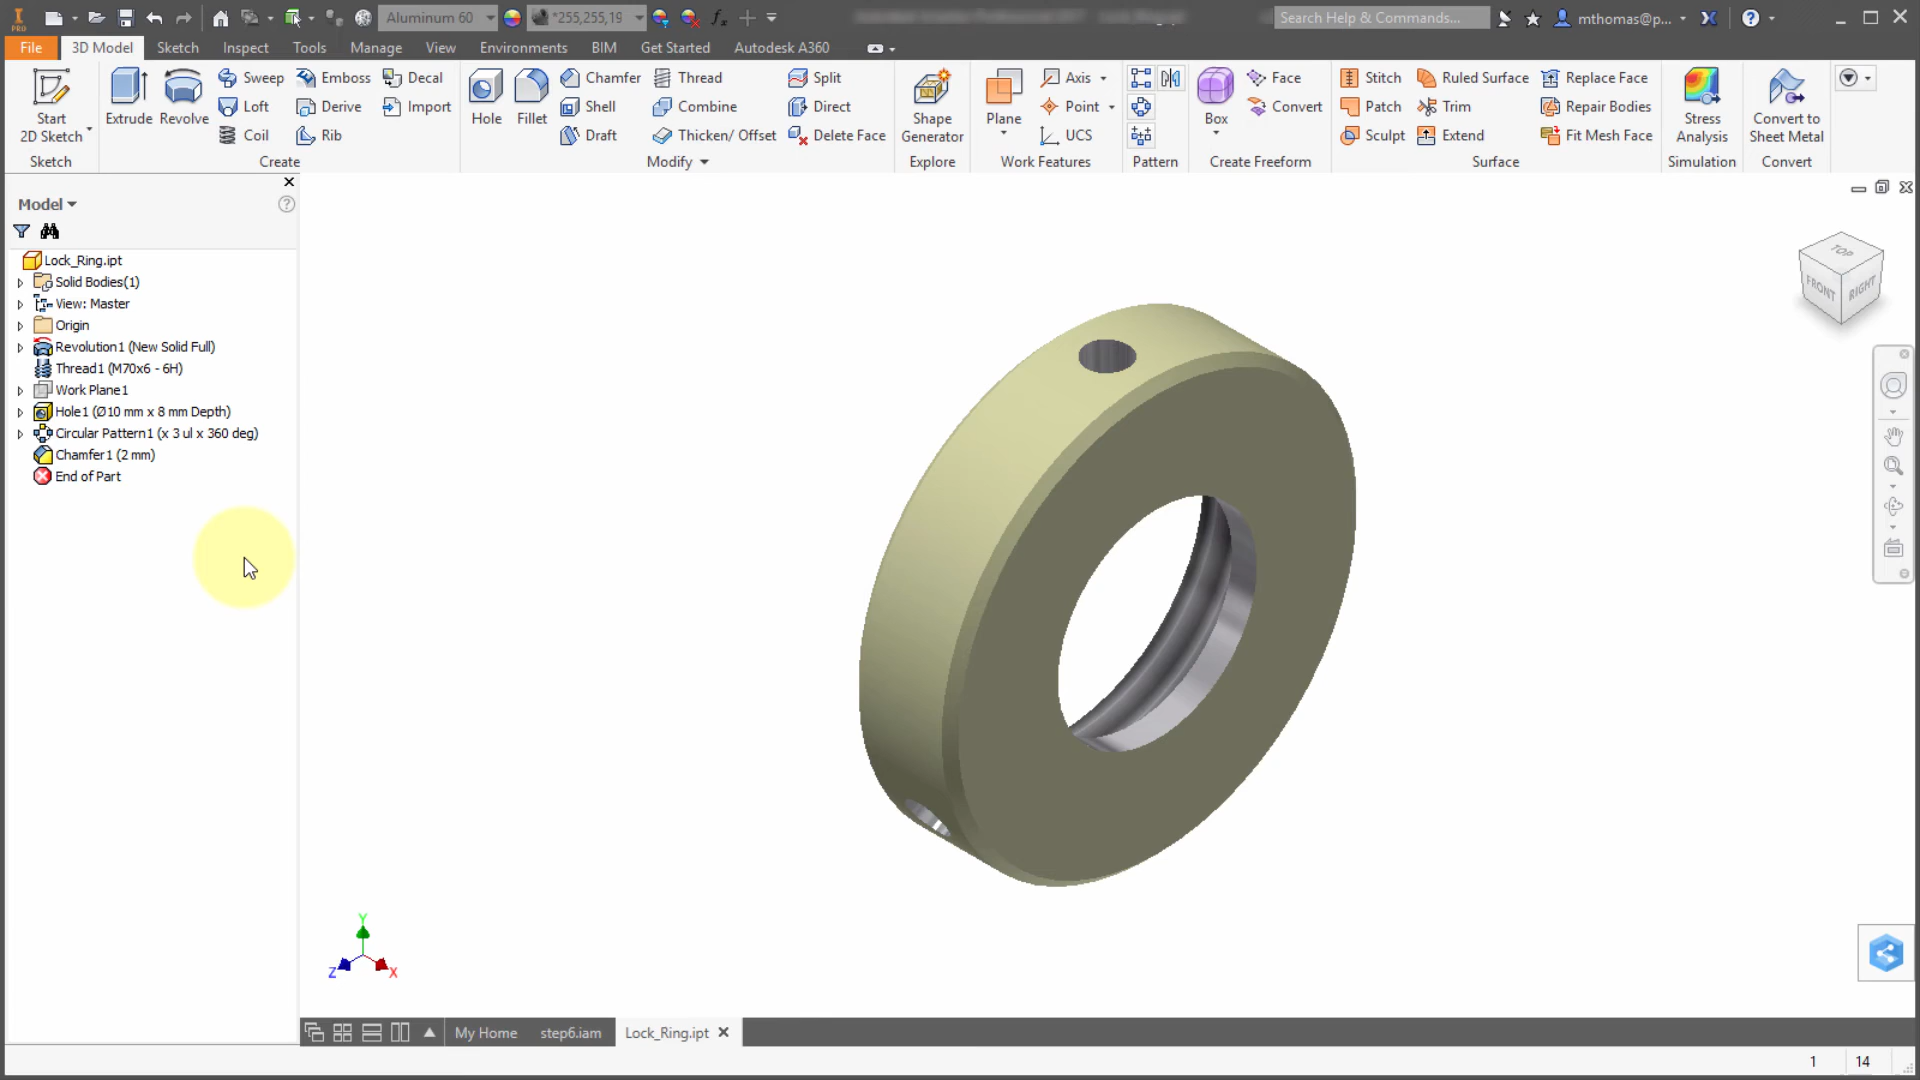 PRO Aluminum 60 *255,255,19 fx Search Help & Commands... mthomas@p... ?
File 3D Model Sketch Inspect Tools Manage View Environments BIM Get Started Autodesk A360
Sweep Emboss Decal Chamfer Thread Split Axis Face Stitch Ruled Surface Replace Face
Loft Derive Import Shell Combine Direct Point Convert Patch Trim Repair Bodies
Coil Rib Draft Thicken/ Offset Delete Face UCS Sculpt Extend Fit Mesh Face
Start
2D Sketch
Extrude Revolve
Hole Fillet
Shape
Generator
Plane
Box
Stress
Analysis
Convert to
Sheet Metal
Sketch Create Modify Explore Work Features Pattern Create Freeform Surface Simulation Convert
Model
?
Lock_Ring.ipt
Solid Bodies(1)
View: Master
Origin
Revolution1 (New Solid Full)
Thread1 (M70x6 - 6H)
Work Plane1
Hole1 (Ø10 mm x 8 mm Depth)
Circular Pattern1 (x 3 ul x 360 deg)
Chamfer1 (2 mm)
End of Part
TOP
FRONT RIGHT
Y
Z X
My Home step6.iam Lock_Ring.ipt
1 14